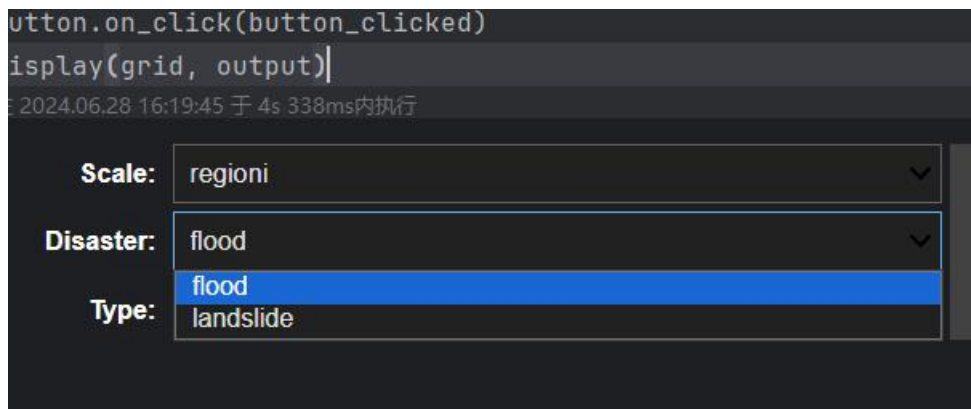 utton.on_click(button_clicked)
isplay(grid, output)
2024.06.28 16:19:45 于 4s 338ms内执行
Scale: regioni
Disaster: flood
flood
Type:
landslide